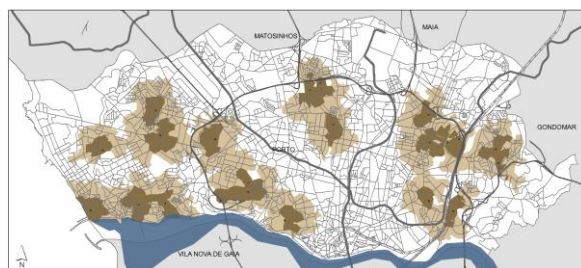 MATOSINHOS
MAIA
GONDOMAR
PORTO
VILA NOVA DE GAIA
N